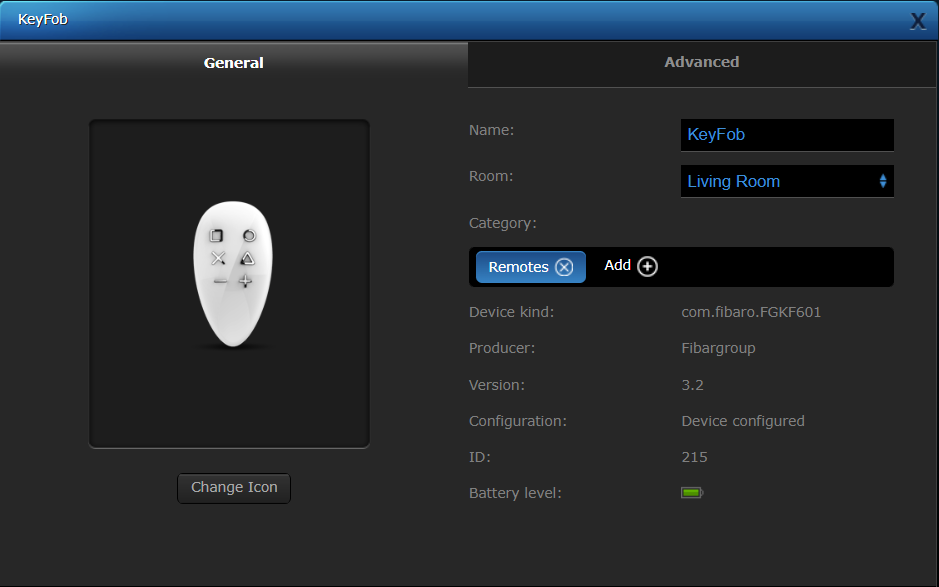 KeyFob
X
General
Advanced
Name:
KeyFob
Room:
Living Room
Category:
Remotes
Add
Device kind:
com.fibaro.FGKF601
Producer:
Fibargroup
Version:
3.2
Configuration:
Device configured
ID:
215
Battery level:
Change Icon